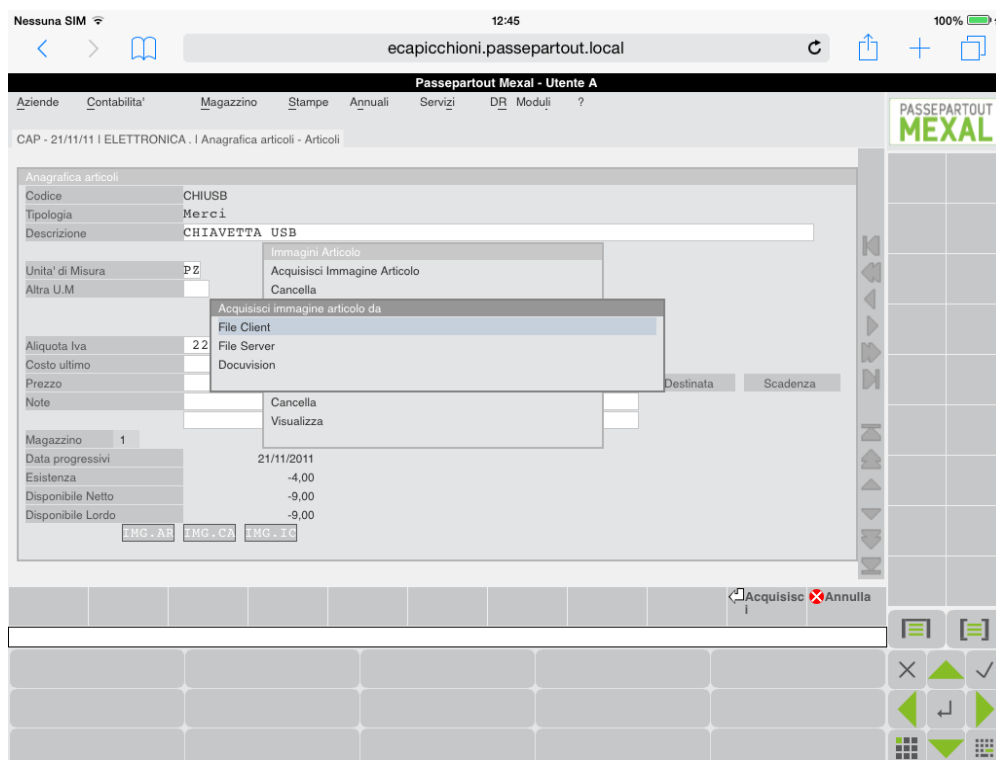 Nessuna SIM 12:45 100%
ecapicchioni.passepartout.local
Passepartout Mexal - Utente A
Aziende Contabilita' Magazzino Stampe Annuali Servizi DR Moduli ?
PASSEPARTOUT
MEXAL
CAP - 21/11/11 | ELETTRONICA . | Anagrafica articoli - Articoli
Anagrafica articoli
Codice CHIUSB
Tipologia Merci
Descrizione CHIAVETTA USB
Immagini Articolo
Unita' di Misura PZ Acquisisci Immagine Articolo
Altra U.M Cancella
Acquisisci immagine articolo da
File Client
Aliquota Iva 22 File Server
Costo ultimo Docuvision
Prezzo Destinata Scadenza
Note Cancella
Visualizza
Magazzino 1
Data progressivi 21/11/2011
Esistenza -4,00
Disponibile Netto -9,00
Disponibile Lordo -9,00
IMG.AR IMG.CA IMG.IC
Acquisisc Annulla
i